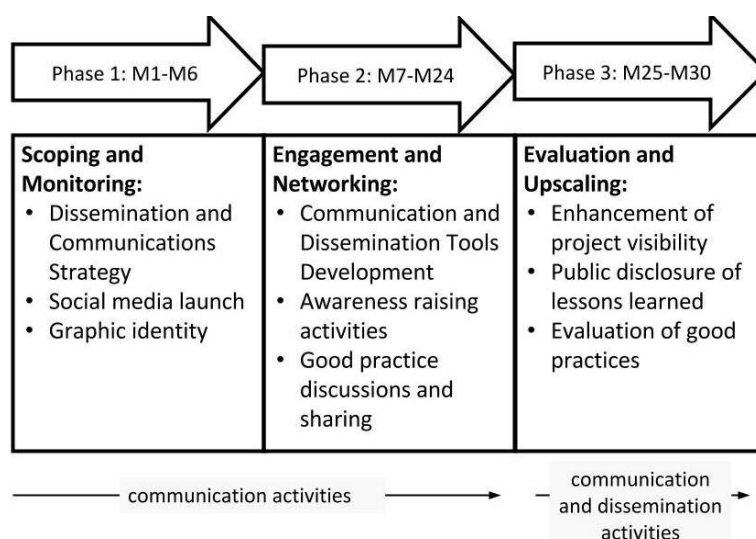 Phase 1: M1-M6
Phase 2: M7-M24
Phase 3: M25-M30
Scoping and
Monitoring:
• Dissemination and
Communications
Strategy
• Social media launch
• Graphic identity
Engagement and
Networking:
• Communication and
Dissemination Tools
Development
• Awareness raising
activities
• Good practice
discussions and
sharing
Evaluation and
Upscaling:
• Enhancement of
project visibility
• Public disclosure of
lessons learned
• Evaluation of good
practices
communication activities
communication
and dissemination
activities